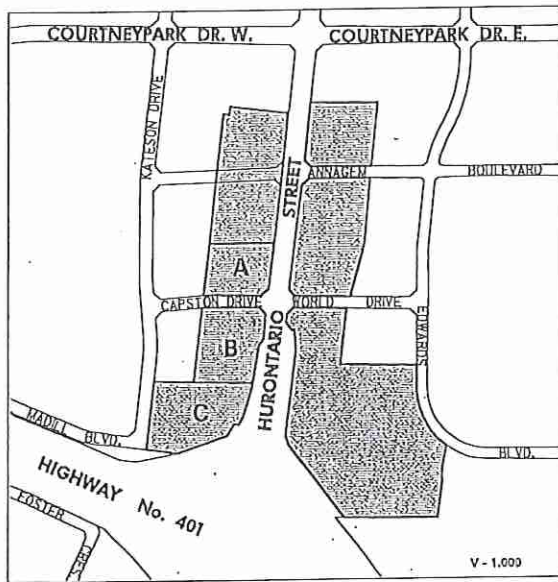 COURTNEYPARK DR. W.
COURTNEYPARK DR. E.
KATESON DRIVE
STREET
ANNAGEM
BOULEVARD
A
CAPSTON DRIVE
WORLD DRIVE
HURONTARIO
EDWARDS
B
C
MADILL BLVD.
BLVD.
HIGHWAY No. 401
FOSTER
CRES.
V - 1.000